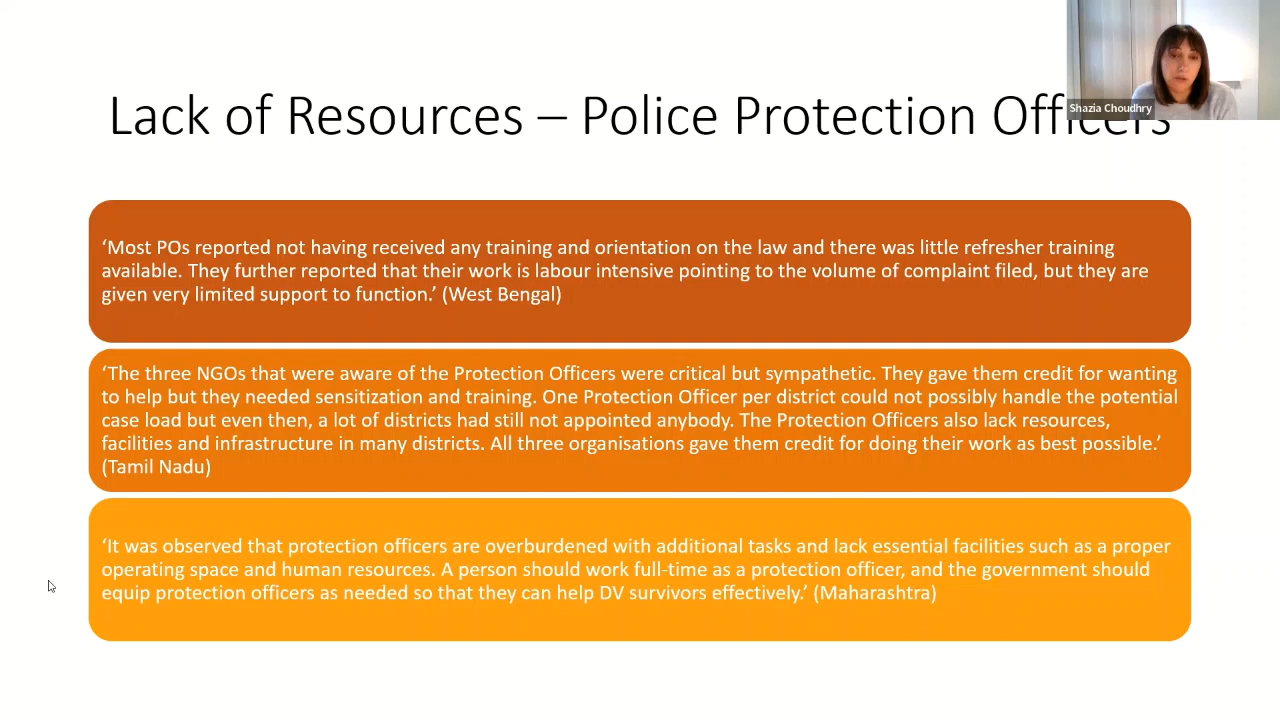 Lack of Resources – Police Protection Officers
Shazia Choudhry
‘Most POs reported not having received any training and orientation on the law and there was little refresher training
available. They further reported that their work is labour intensive pointing to the volume of complaint filed, but they are
given very limited support to function.’ (West Bengal)
‘The three NGOs that were aware of the Protection Officers were critical but sympathetic. They gave them credit for wanting
to help but they needed sensitization and training. One Protection Officer per district could not possibly handle the potential
case load but even then, a lot of districts had still not appointed anybody. The Protection Officers also lack resources,
facilities and infrastructure in many districts. All three organisations gave them credit for doing their work as best possible.’
(Tamil Nadu)
‘It was observed that protection officers are overburdened with additional tasks and lack essential facilities such as a proper
operating space and human resources. A person should work full-time as a protection officer, and the government should
equip protection officers as needed so that they can help DV survivors effectively.’ (Maharashtra)